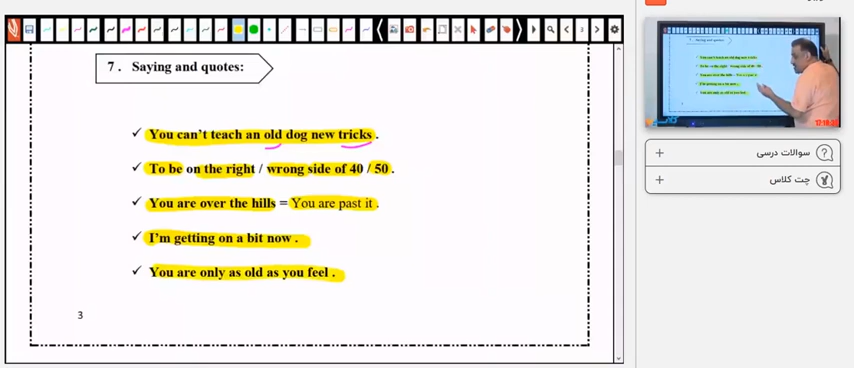 7 . Saying and quotes:
✓ You can't teach an old dog new tricks .
✓ To be on the right / wrong side of 40 / 50 .
✓ You are over the hills = You are past it .
✓ I'm getting on a bit now .
✓ You are only as old as you feel .
3
3
سوالات درسی
چت کلاس